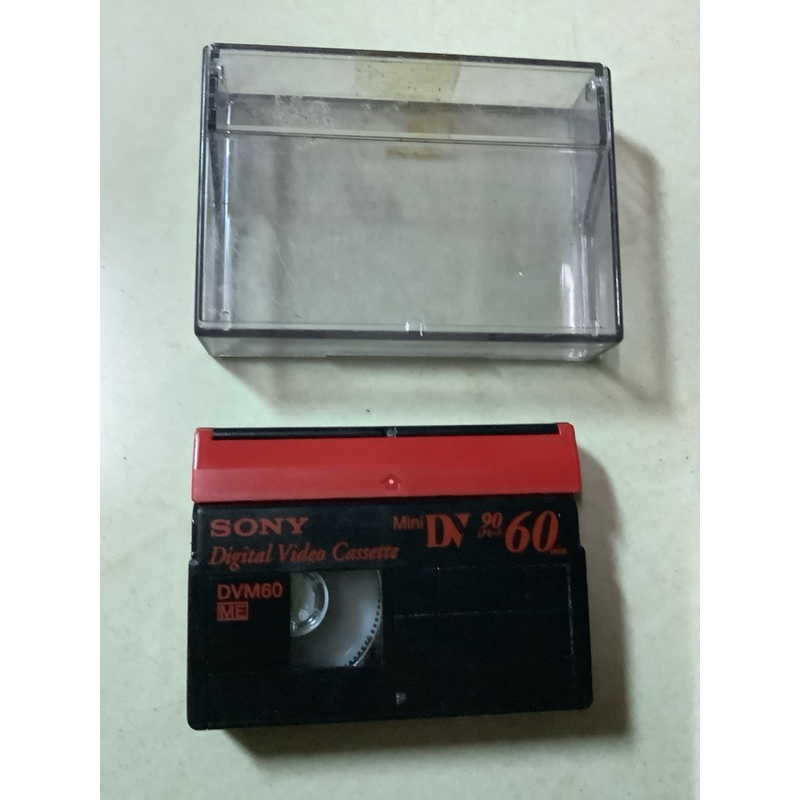 SONY
Digital Video Cassette
Mini DV 90 60
DVM60
ME